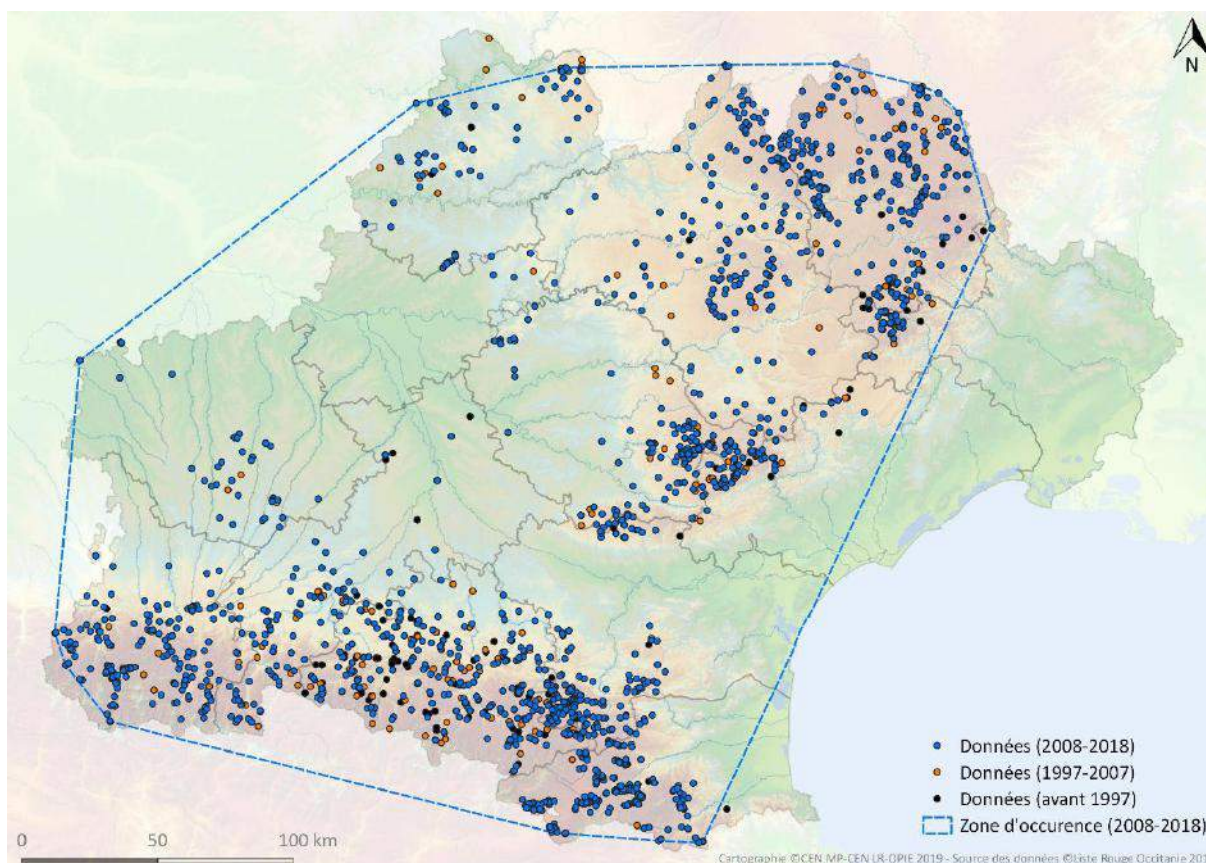 N
Données (2008-2018)
Données (1997-2007)
Données (avant 1997)
Zone d'occurence (2008-2018)
0 50 100 km
Cartographie ©CEN MP-CEN LR-OPIE 2019 - Source des données ©Liste Rouge Occitanie 201